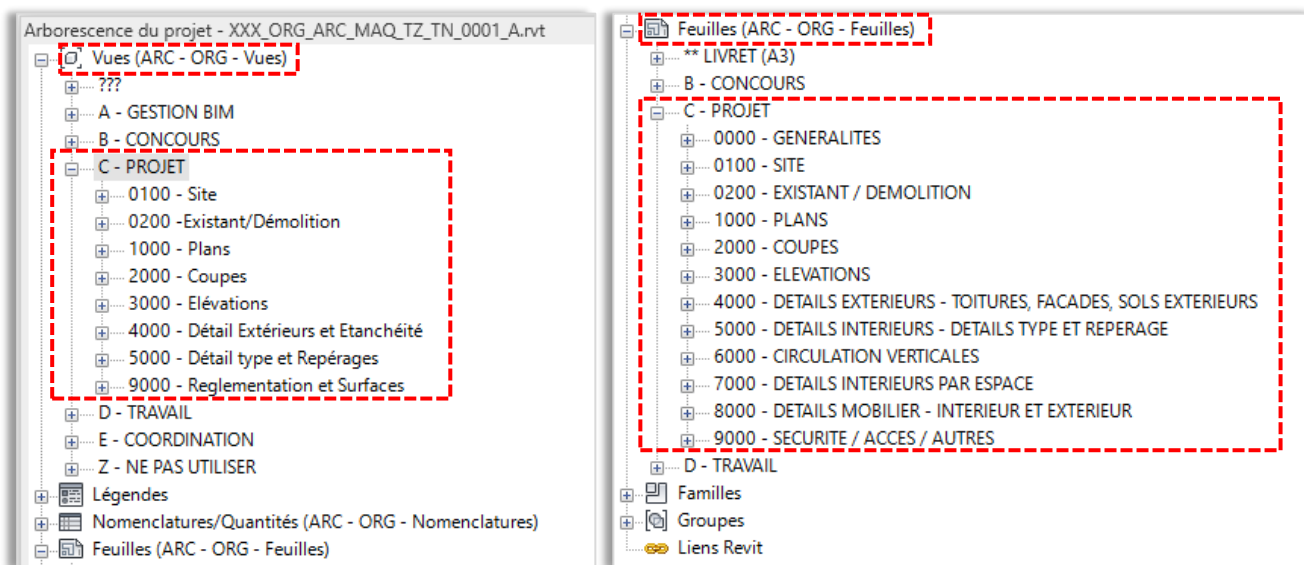 Arborescence du projet - XXX_ORG_ARC_MAQ_TZ_TN_0001_A.rvt
Vues (ARC - ORG - Vues)
???
A - GESTION BIM
B - CONCOURS
C - PROJET
0100 - Site
0200 -Existant/Démolition
1000 - Plans
2000 - Coupes
3000 - Elévations
4000 - Détail Extérieurs et Etanchéité
5000 - Détail type et Repérages
9000 - Reglementation et Surfaces
D - TRAVAIL
E - COORDINATION
Z - NE PAS UTILISER
Légendes
Nomenclatures/Quantités (ARC - ORG - Nomenclatures)
Feuilles (ARC - ORG - Feuilles)
Feuilles (ARC - ORG - Feuilles)
** LIVRET (A3)
B - CONCOURS
C - PROJET
0000 - GENERALITES
0100 - SITE
0200 - EXISTANT / DEMOLITION
1000 - PLANS
2000 - COUPES
3000 - ELEVATIONS
4000 - DETAILS EXTERIEURS - TOITURES, FACADES, SOLS EXTERIEURS
5000 - DETAILS INTERIEURS - DETAILS TYPE ET REPERAGE
6000 - CIRCULATION VERTICALES
7000 - DETAILS INTERIEURS PAR ESPACE
8000 - DETAILS MOBILIER - INTERIEUR ET EXTERIEUR
9000 - SECURITE / ACCES / AUTRES
D - TRAVAIL
Familles
Groupes
Liens Revit